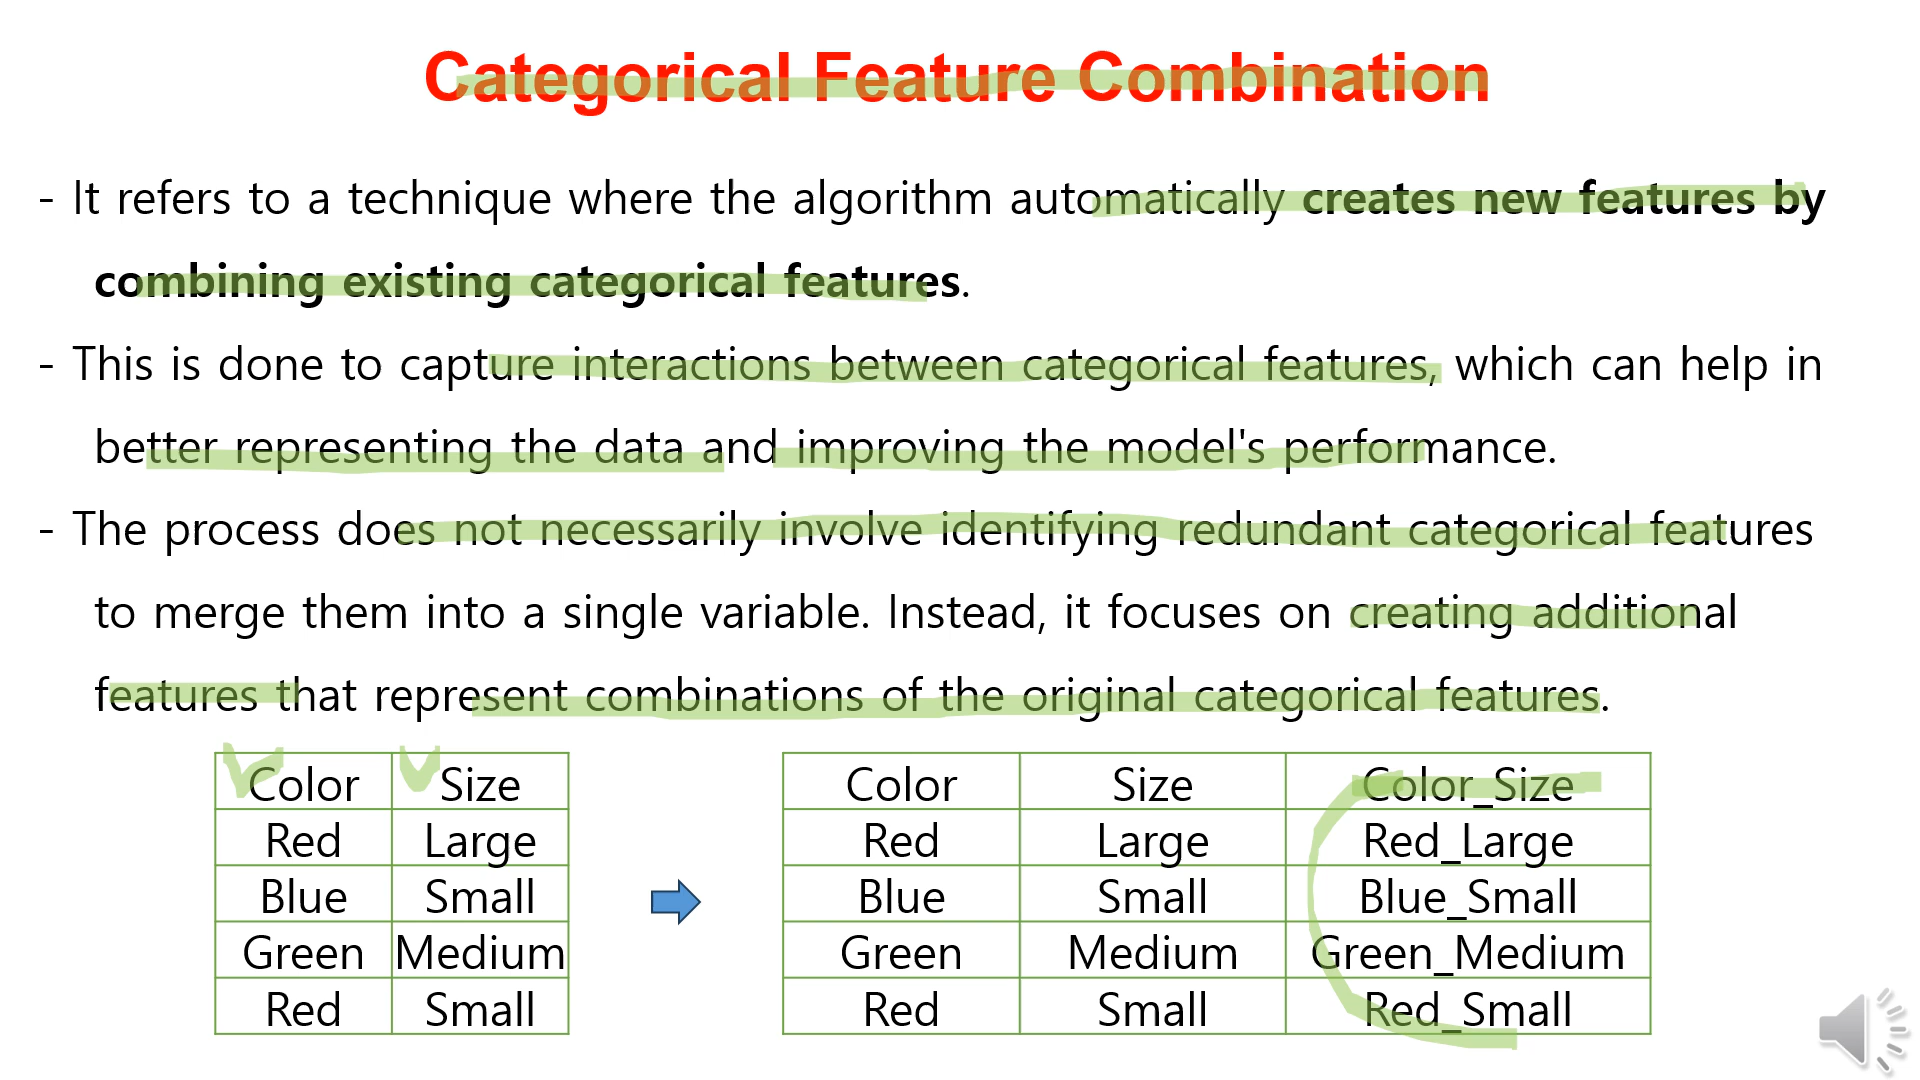 Categorical Feature Combination
- It refers to a technique where the algorithm automatically creates new features by
combining existing categorical features.
- This is done to capture interactions between categorical features, which can help in
better representing the data and improving the model's performance.
- The process does not necessarily involve identifying redundant categorical features
to merge them into a single variable. Instead, it focuses on creating additional
features that represent combinations of the original categorical features.
Color Size
Red Large
Blue Small
Green Medium
Red Small
Color Size Color_Size
Red Large Red_Large
Blue Small Blue_Small
Green Medium Green_Medium
Red Small Red_Small